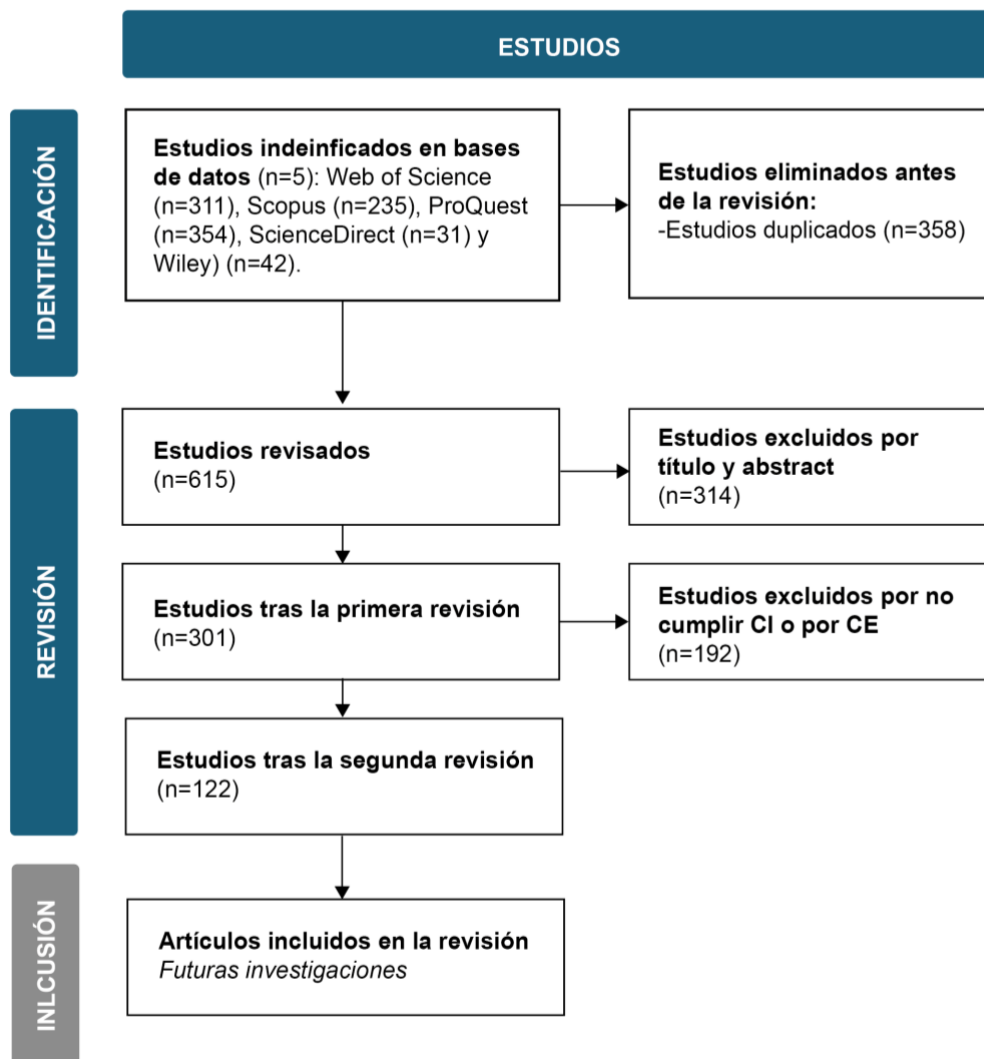 ESTUDIOS
IDENTIFICACIÓN
Estudios indeinficados en bases
de datos (n=5): Web of Science
(n=311), Scopus (n=235), ProQuest
(n=354), ScienceDirect (n=31) y
Wiley) (n=42).
Estudios eliminados antes
de la revisión:
-Estudios duplicados (n=358)
REVISIÓN
Estudios revisados
(n=615)
Estudios excluidos por
título y abstract
(n=314)
Estudios tras la primera revisión
(n=301)
Estudios excluidos por no
cumplir CI o por CE
(n=192)
Estudios tras la segunda revisión
(n=122)
INLCUSIÓN
Artículos incluidos en la revisión
Futuras investigaciones